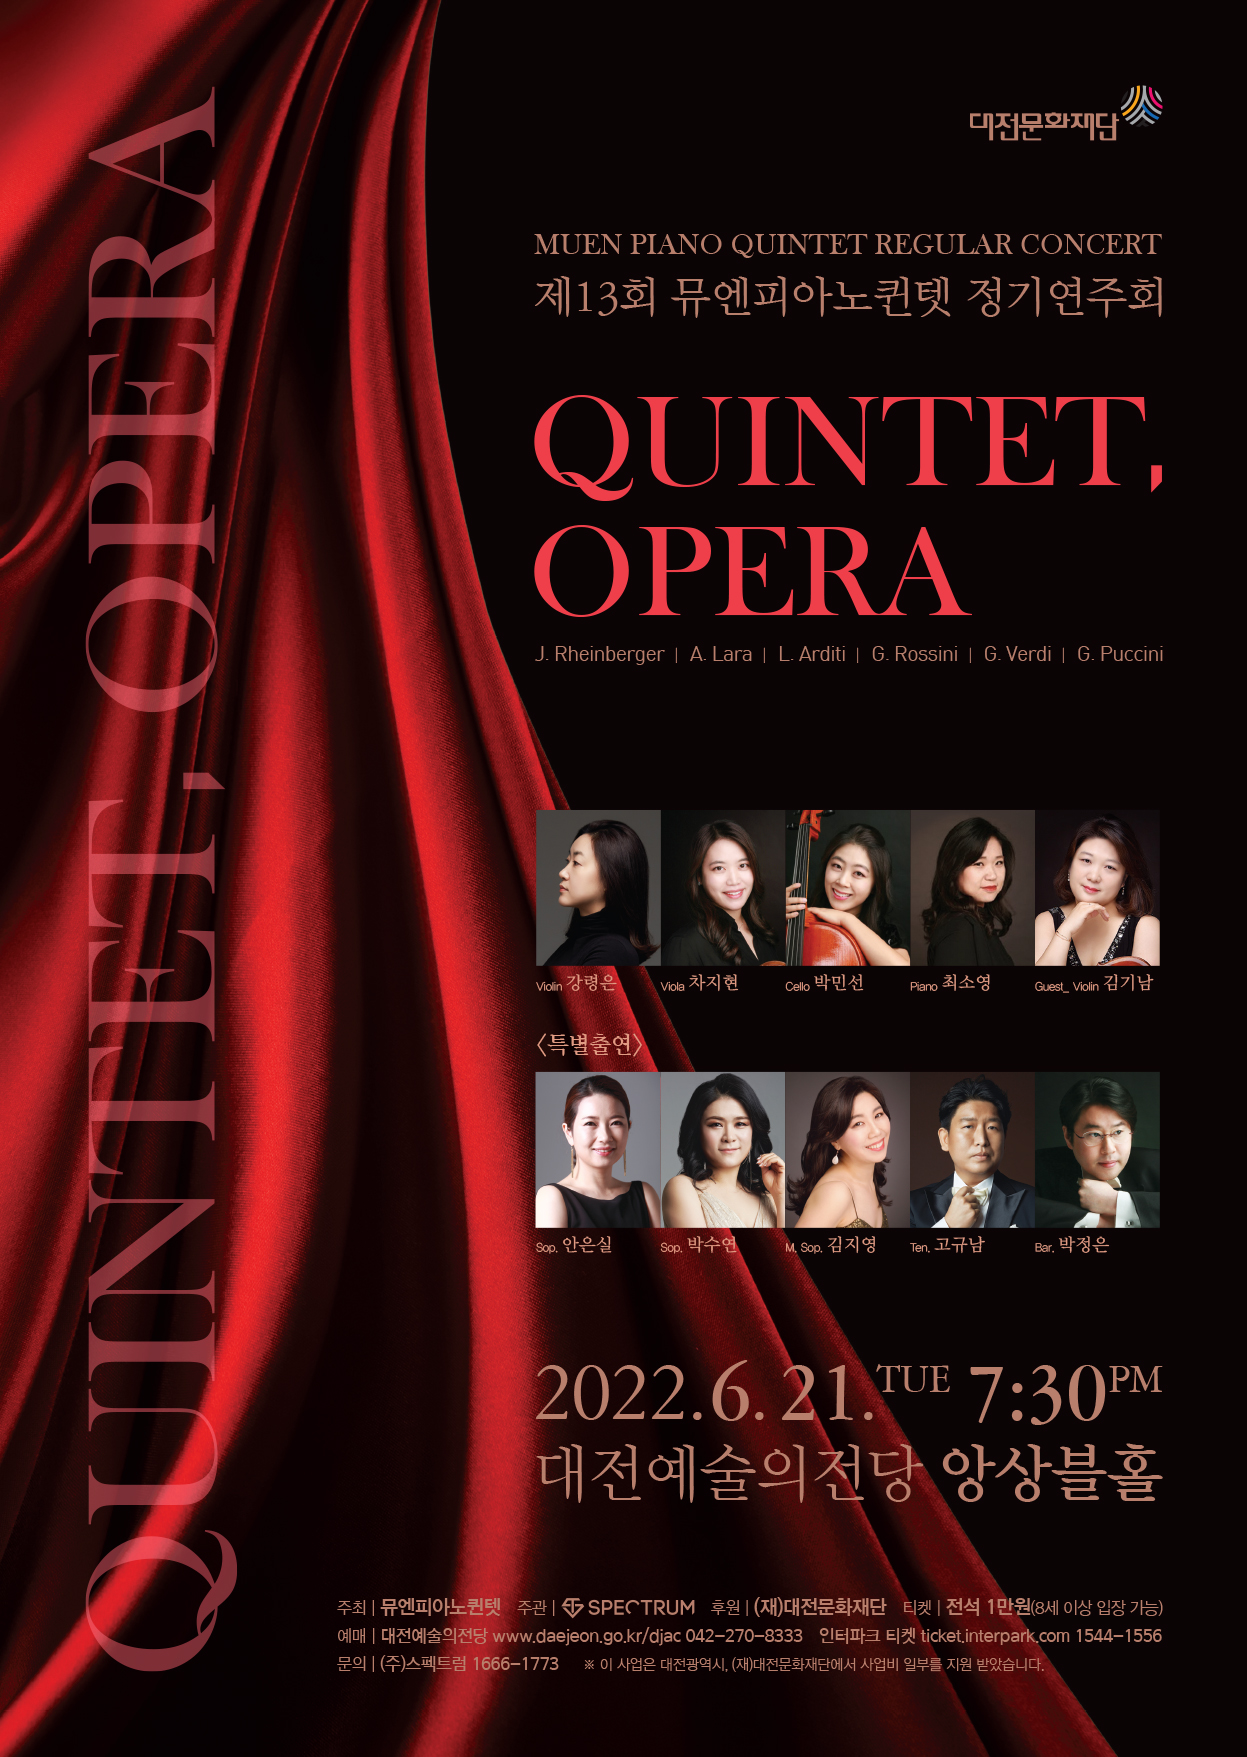 QUINTET, OPERA
대전문화재단
MUEN PIANO QUINTET REGULAR CONCERT
제13회 뮤엔피아노퀸텟 정기연주회
QUINTET,
OPERA
J. Rheinberger | A. Lara | L. Arditi | G. Rossini | G. Verdi | G. Puccini
Violin 강령은 Viola 차지현 Cello 박민선 Piano 최소영 Guest_ Violin 김기남
〈특별출연〉
Sop. 안은실 Sop. 박수연 M. Sop. 김지영 Ten. 고규남 Bar. 박정은
2022. 6. 21. TUE 7:30PM
대전예술의전당 앙상블홀
주최 | 뮤엔피아노퀸텟 주관 | SPECTRUM 후원 | (재)대전문화재단 티켓 | 전석 1만원(8세 이상 입장 가능)
예매 | 대전예술의전당 www.daejeon.go.kr/djac 042-270-8333 인터파크 티켓 ticket.interpark.com 1544-1556
문의 | (주)스펙트럼 1666-1773 ※ 이 사업은 대전광역시, (재)대전문화재단에서 사업비 일부를 지원 받았습니다.